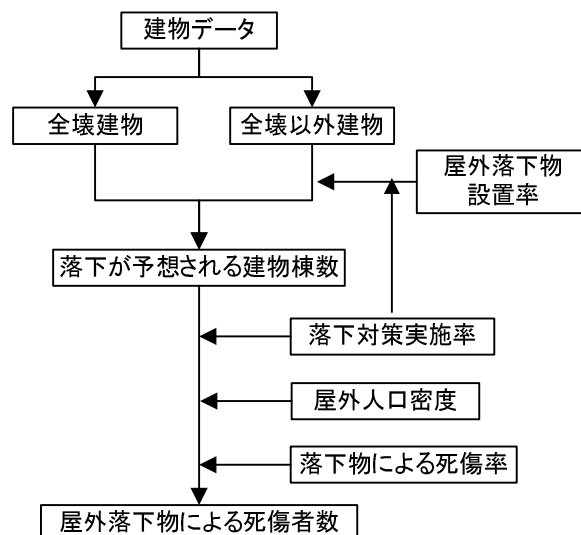 建物データ
全壊建物
全壊以外建物
屋外落下物
設置率
落下が予想される建物棟数
落下対策実施率
屋外人口密度
落下物による死傷率
屋外落下物による死傷者数